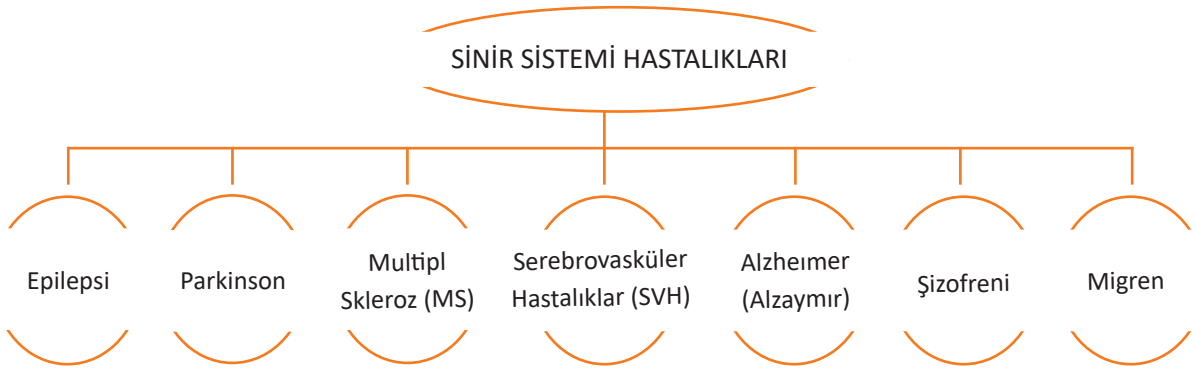 SİNİR SİSTEMİ HASTALIKLARI
Epilepsi
Parkinson
Multipl
Skleroz (MS)
Serebrovasküler
Hastalıklar (SVH)
Alzheımer
(Alzaymır)
Şizofreni
Migren